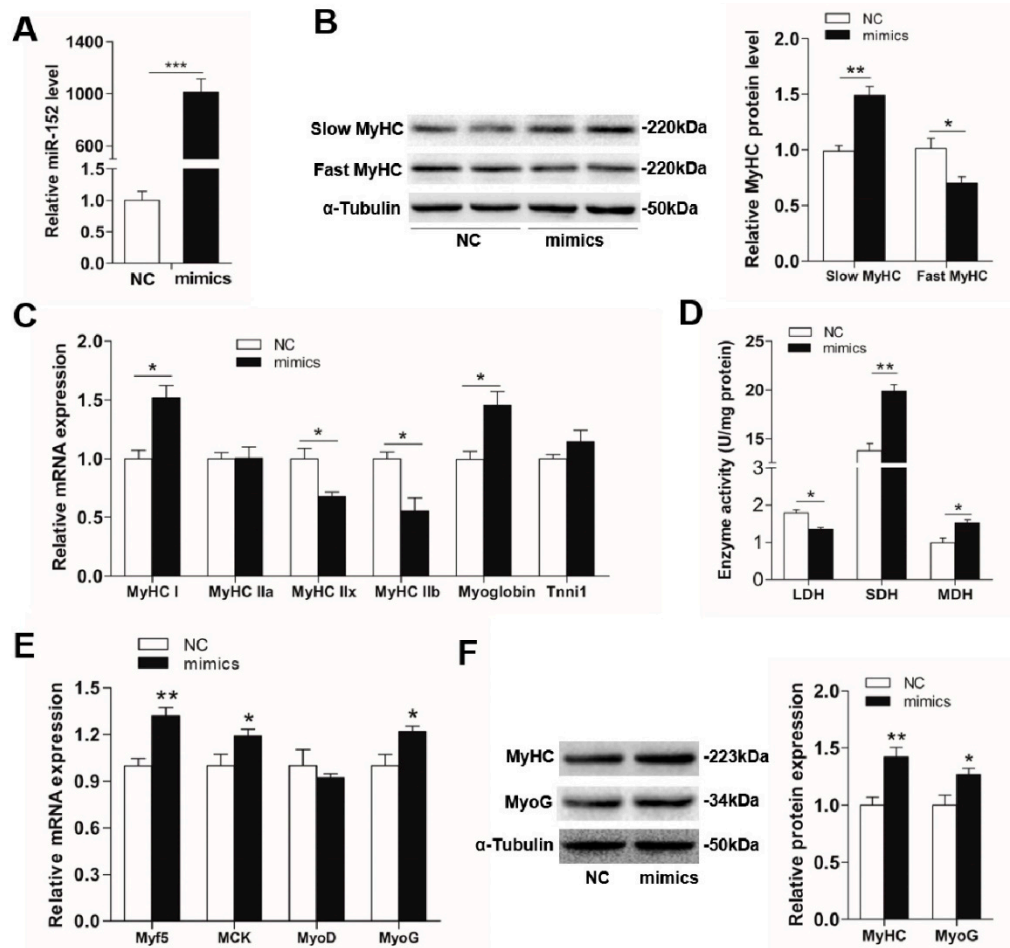 A
Relative miR-152 level
1400
1000
600
1.5
1.0
0.5
0.0
***
NC
mimics
B
Slow MyHC
-220kDa
Fast MyHC
-220kDa
α-Tubulin
-50kDa
NC
mimics
NC
mimics
Relative MyHC protein level
2.0
1.5
1.0
0.5
0.0
**
*
Slow MyHC
Fast MyHC
C
NC
mimics
Relative mRNA expression
2.0
1.5
1.0
0.5
0.0
*
*
*
*
MyHC I
MyHC IIa
MyHC IIx
MyHC IIb
Myoglobin
Tnni1
D
NC
mimics
Enzyme activity (U/mg protein)
25
20
15
3
2
1
0
*
**
*
LDH
SDH
MDH
E
NC
mimics
Relative mRNA expression
1.5
1.2
0.9
0.6
0.3
0.0
**
*
*
Myf5
MCK
MyoD
MyoG
F
MyHC
-223kDa
MyoG
-34kDa
α-Tubulin
-50kDa
NC
mimics
NC
mimics
Relative protein expression
2.0
1.5
1.0
0.5
0.0
**
*
MyHC
MyoG